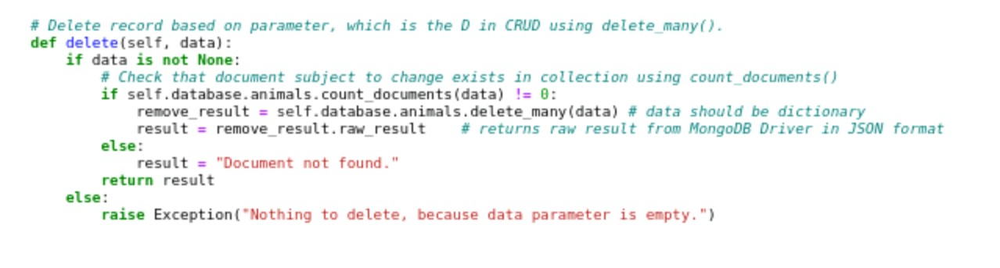 # Delete record based on parameter, which is the D in CRUD using delete_many().
def delete(self, data):
    if data is not None:
        # Check that document subject to change exists in collection using count_documents()
        if self.database.animals.count_documents(data) != 0:
            remove_result = self.database.animals.delete_many(data) # data should be dictionary
            result = remove_result.raw_result    # returns raw result from MongoDB Driver in JSON format
        else:
            result = "Document not found."
        return result
    else:
        raise Exception("Nothing to delete, because data parameter is empty.")